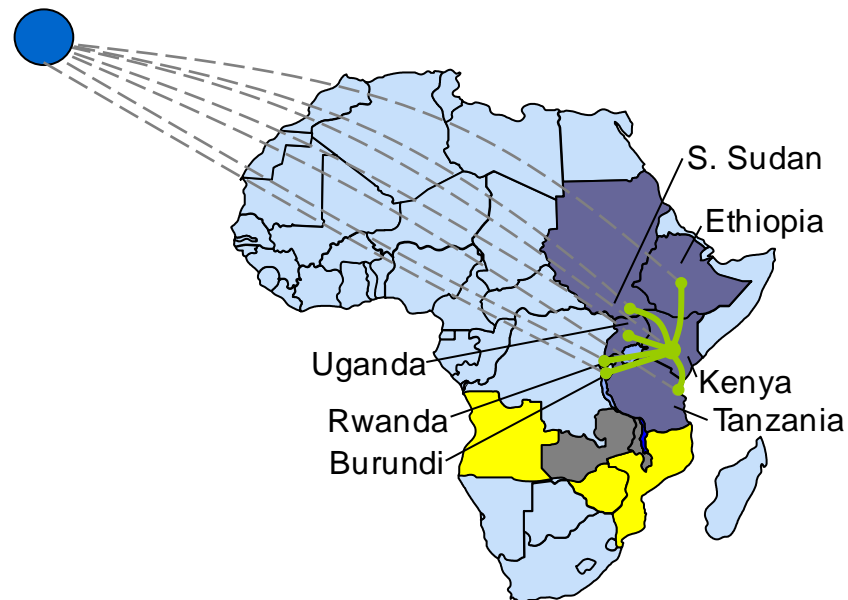 S. Sudan
Ethiopia
Uganda
Kenya
Rwanda
Tanzania
Burundi